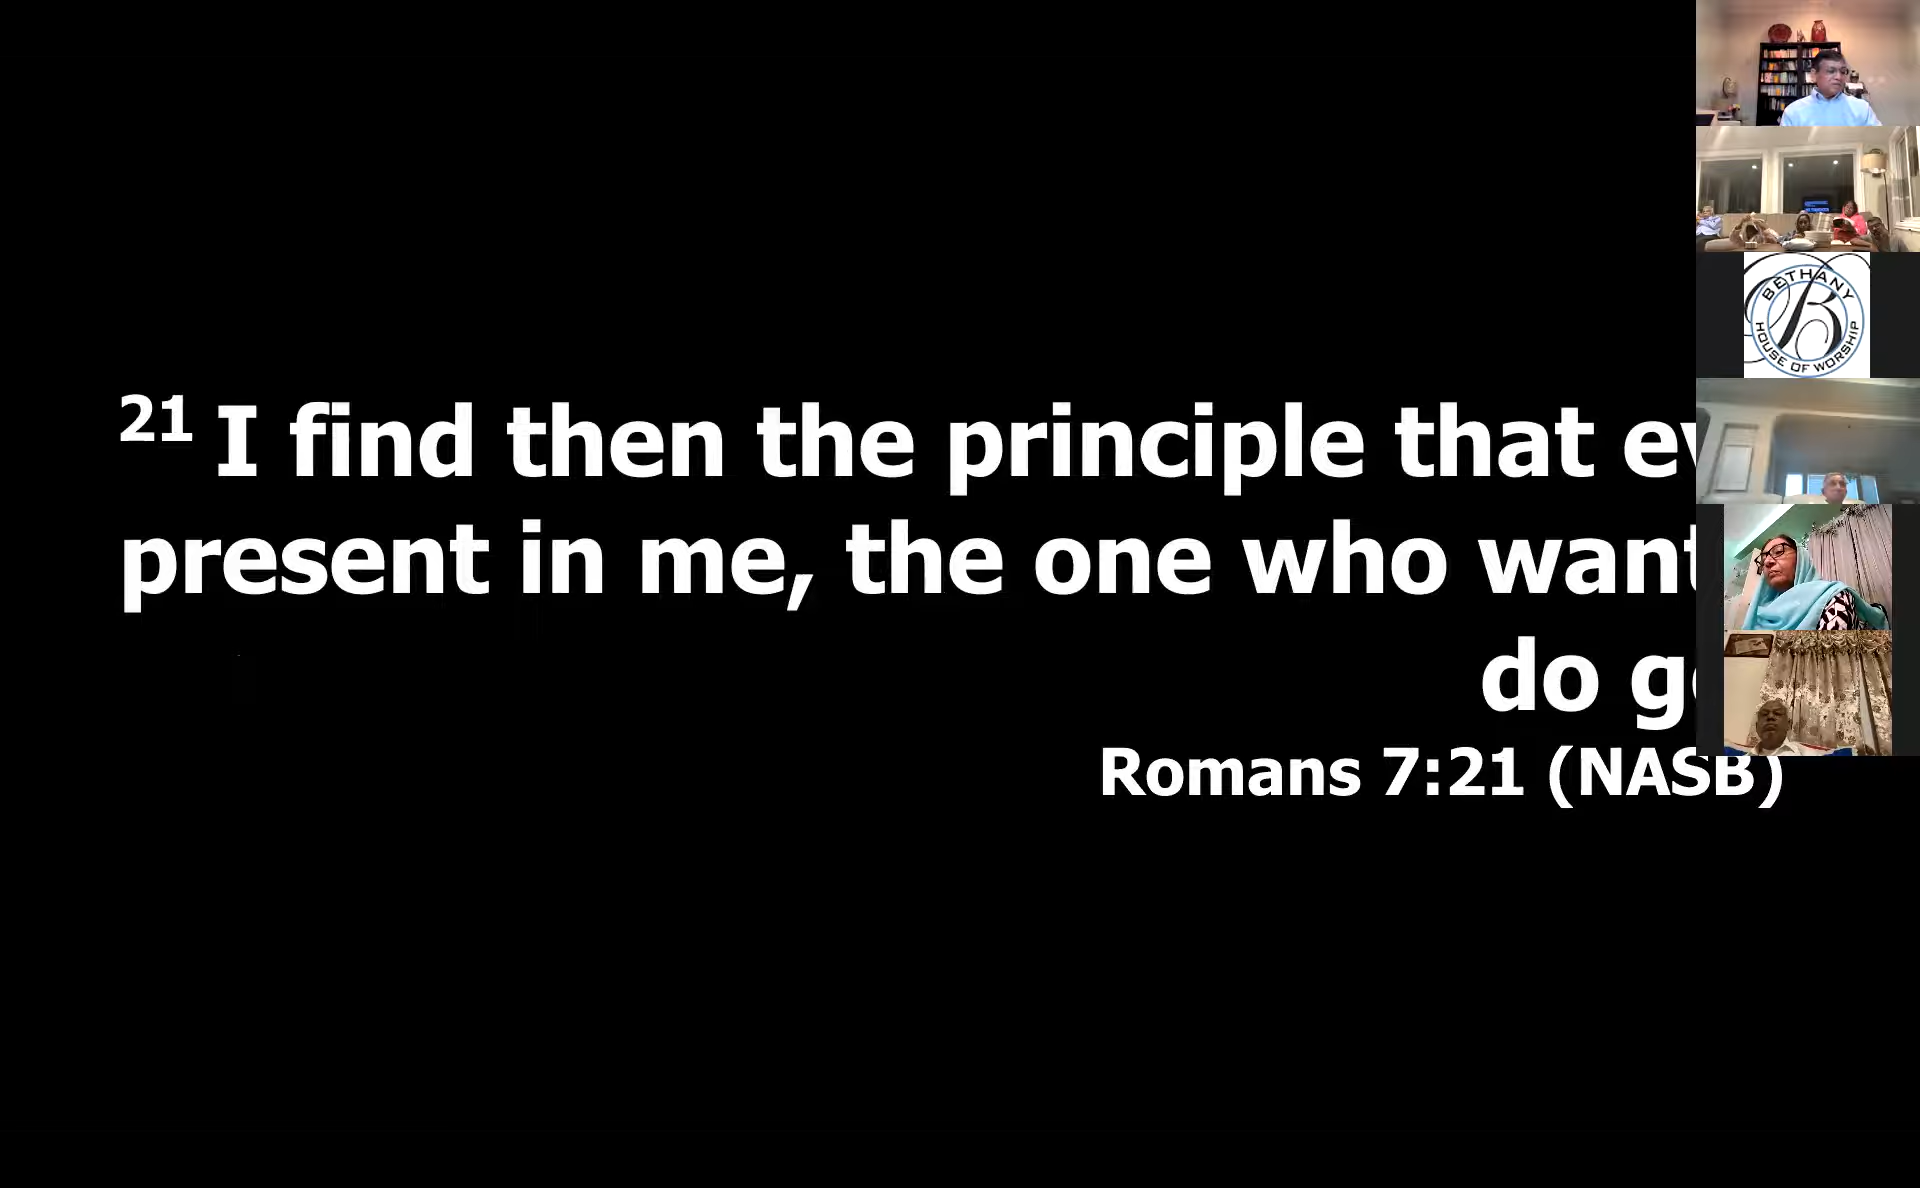 21 I find then the principle that ev
present in me, the one who want
do g
Romans 7:21 (NASB)
BETHANY
B
HOUSE OF WORSHIP